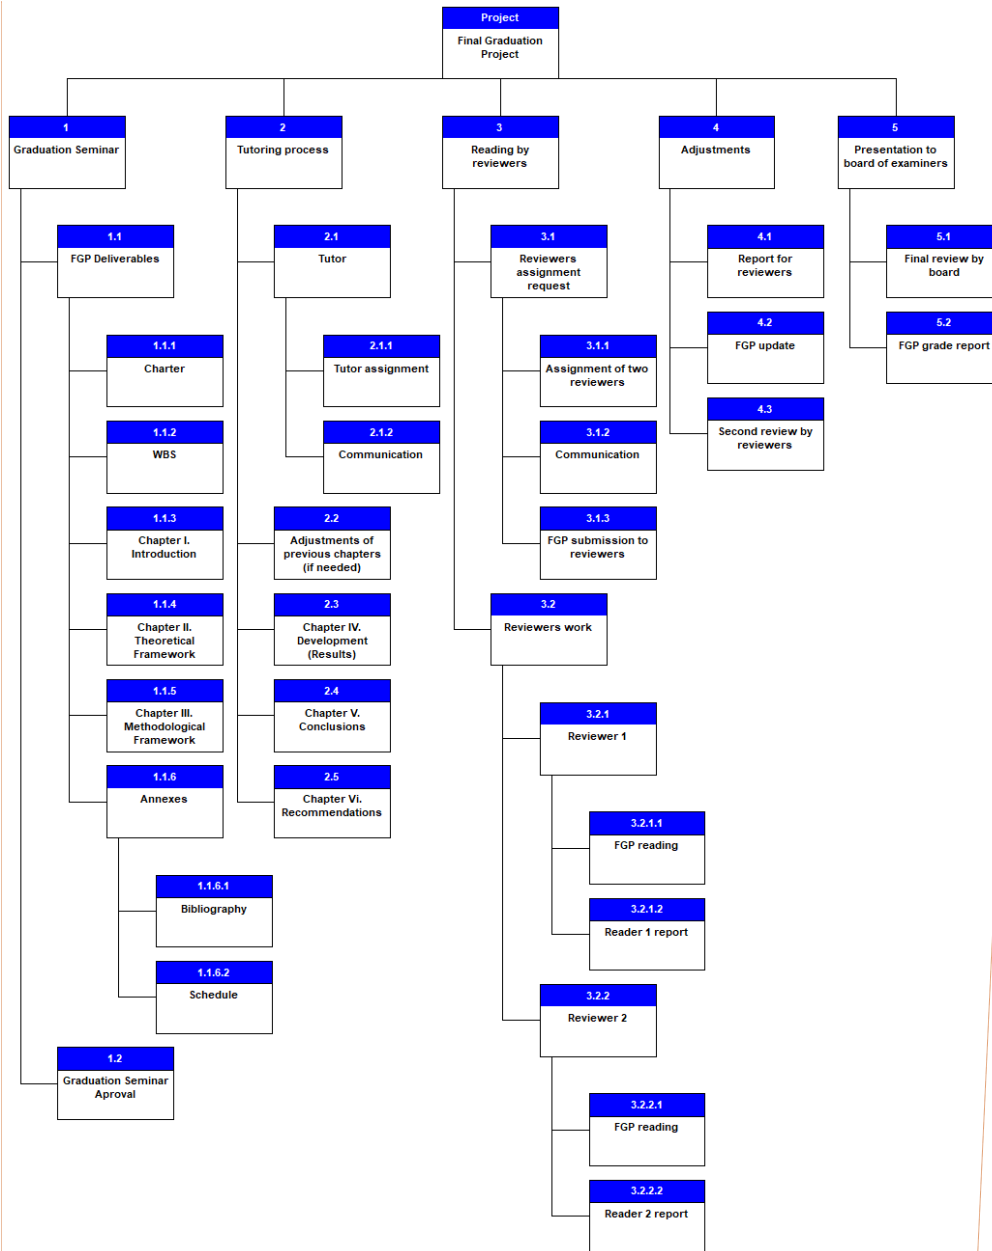 Project
Final Graduation
Project
1
Graduation Seminar
2
Tutoring process
3
Reading by
reviewers
4
Adjustments
5
Presentation to
board of examiners
1.1
FGP Deliverables
1.1.1
Charter
1.1.2
WBS
1.1.3
Chapter I.
Introduction
1.1.4
Chapter II.
Theoretical
Framework
1.1.5
Chapter III.
Methodological
Framework
1.1.6
Annexes
1.1.6.1
Bibliography
1.1.6.2
Schedule
1.2
Graduation Seminar
Aproval
2.1
Tutor
2.1.1
Tutor assignment
2.1.2
Communication
2.2
Adjustments of
previous chapters
(if needed)
2.3
Chapter IV.
Development
(Results)
2.4
Chapter V.
Conclusions
2.5
Chapter Vi.
Recommendations
3.1
Reviewers
assignment
request
3.1.1
Assignment of two
reviewers
3.1.2
Communication
3.1.3
FGP submission to
reviewers
3.2
Reviewers work
3.2.1
Reviewer 1
3.2.1.1
FGP reading
3.2.1.2
Reader 1 report
3.2.2
Reviewer 2
3.2.2.1
FGP reading
3.2.2.2
Reader 2 report
4.1
Report for
reviewers
4.2
FGP update
4.3
Second review by
reviewers
5.1
Final review by
board
5.2
FGP grade report